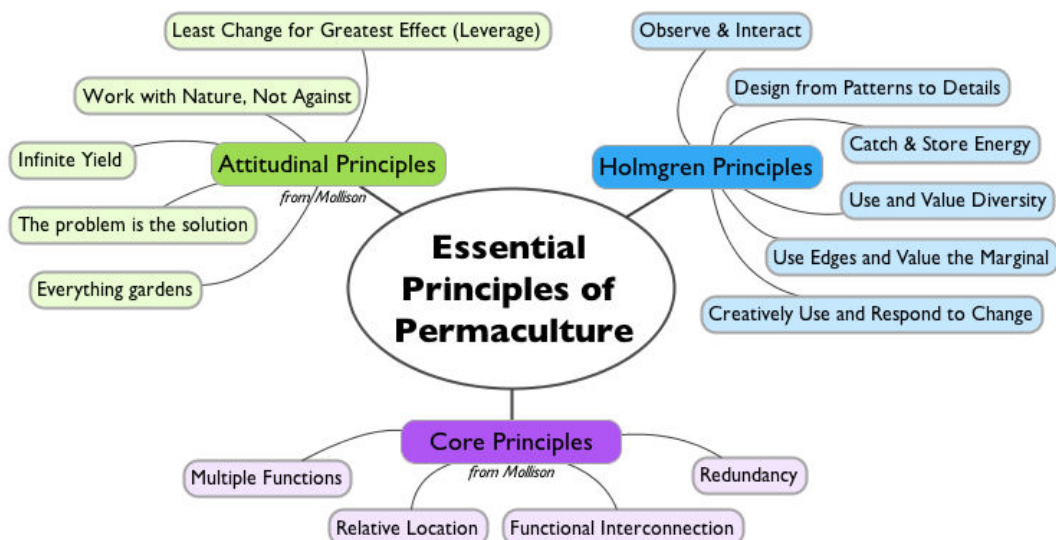 Least Change for Greatest Effect (Leverage)
Work with Nature, Not Against
Infinite Yield
Attitudinal Principles
from Mollison
The problem is the solution
Everything gardens
Observe & Interact
Design from Patterns to Details
Catch & Store Energy
Holmgren Principles
Use and Value Diversity
Use Edges and Value the Marginal
Creatively Use and Respond to Change
Essential
Principles of
Permaculture
Core Principles
from Mollison
Multiple Functions
Redundancy
Relative Location
Functional Interconnection